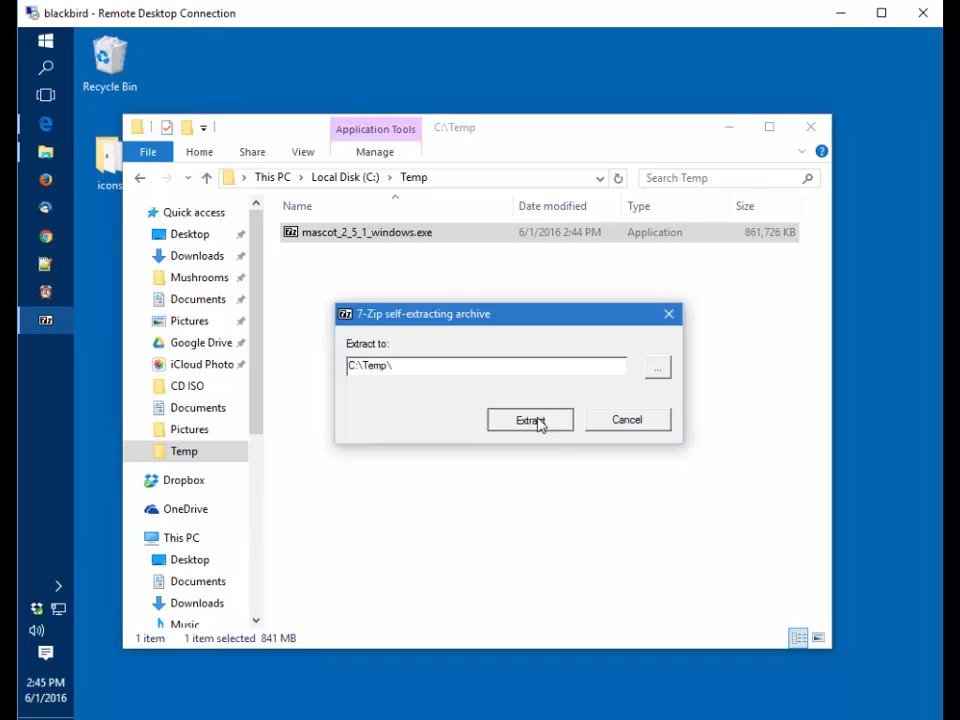 blackbird - Remote Desktop Connection
Recycle Bin
icons
Application Tools
C:\Temp
File
Home
Share
View
Manage
This PC
Local Disk (C:)
Temp
Search Temp
Name
Date modified
Type
Size
mascot_2_5_1_windows.exe
6/1/2016 2:44 PM
Application
861,726 KB
Quick access
Desktop
Downloads
Mushrooms
Documents
Pictures
Google Drive
iCloud Photo
CD ISO
Documents
Pictures
Temp
Dropbox
OneDrive
This PC
Desktop
Documents
Downloads
Music
7-Zip self-extracting archive
Extract to:
C:\Temp\
...
Extract
Cancel
1 item
1 item selected 841 MB
2:45 PM
6/1/2016